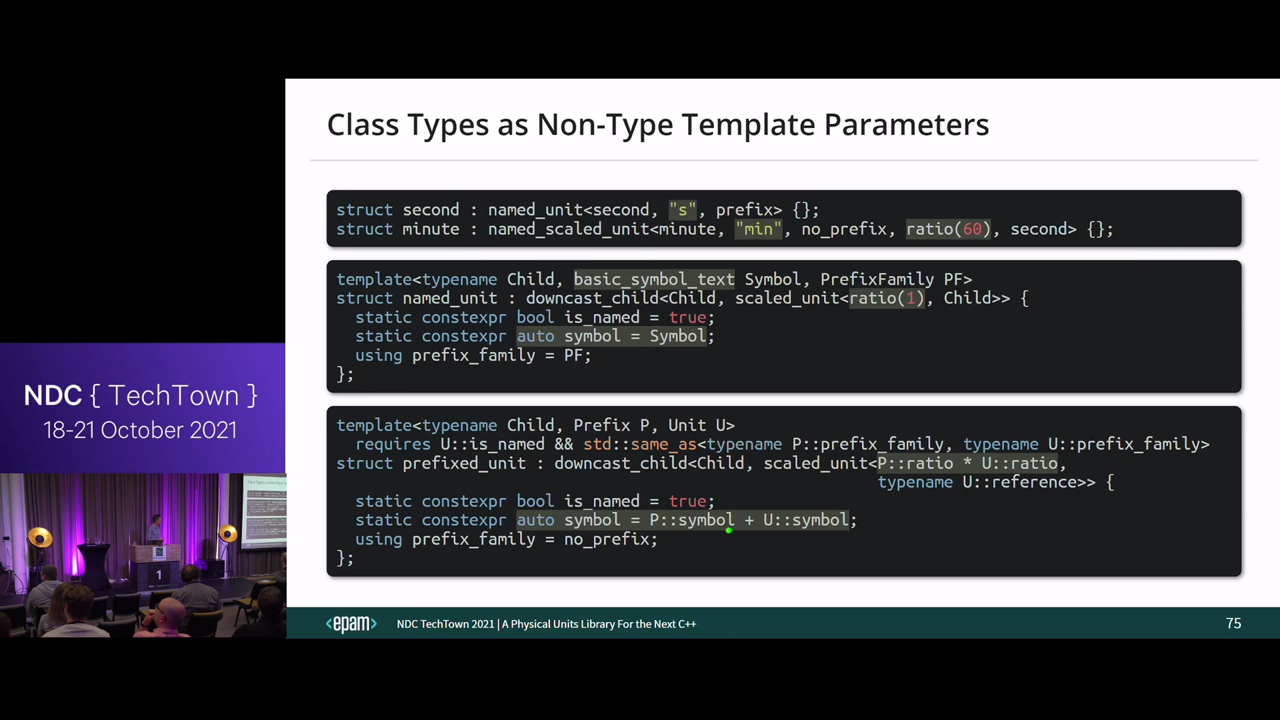 Class Types as Non-Type Template Parameters
struct second : named_unit<second, "s", prefix> {};
struct minute : named_scaled_unit<minute, "min", no_prefix, ratio(60), second> {};
template<typename Child, basic_symbol_text Symbol, PrefixFamily PF>
struct named_unit : downcast_child<Child, scaled_unit<ratio(1), Child>> {
static constexpr bool is_named = true;
static constexpr auto symbol = Symbol;
using prefix_family = PF;
};
template<typename Child, Prefix P, Unit U>
requires U::is_named && std::same_as<typename P::prefix_family, typename U::prefix_family>
struct prefixed_unit : downcast_child<Child, scaled_unit<P::ratio * U::ratio,
typename U::reference>> {
static constexpr bool is_named = true;
static constexpr auto symbol = P::symbol + U::symbol;
using prefix_family = no_prefix;
};
NDC { TechTown }
18-21 October 2021
1
<epam> NDC TechTown 2021 | A Physical Units Library For the Next C++ 75